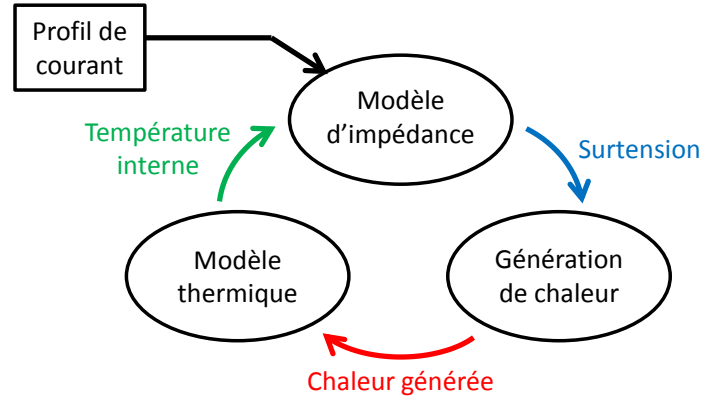 Profil de
courant
Modèle
d'impédance
Température
interne
Surtension
Modèle
thermique
Génération
de chaleur
Chaleur générée